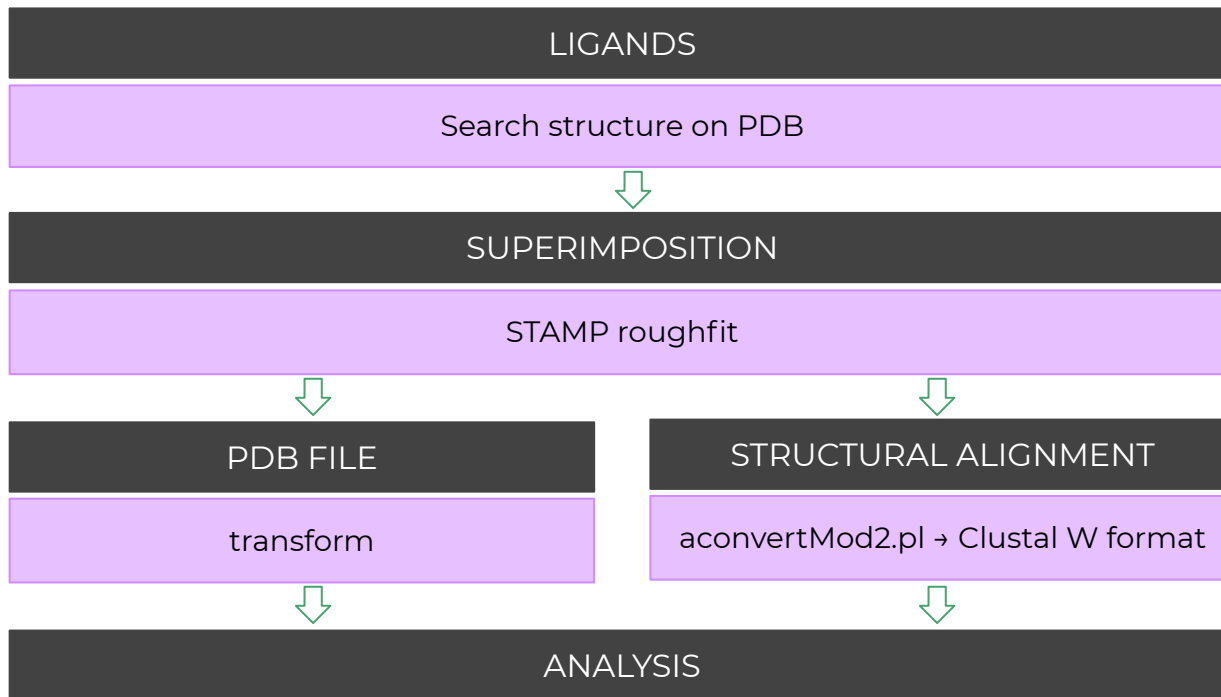 LIGANDS
Search structure on PDB
SUPERIMPOSITION
STAMP roughfit
PDB FILE
transform
STRUCTURAL ALIGNMENT
aconvertMod2.pl → Clustal W format
ANALYSIS